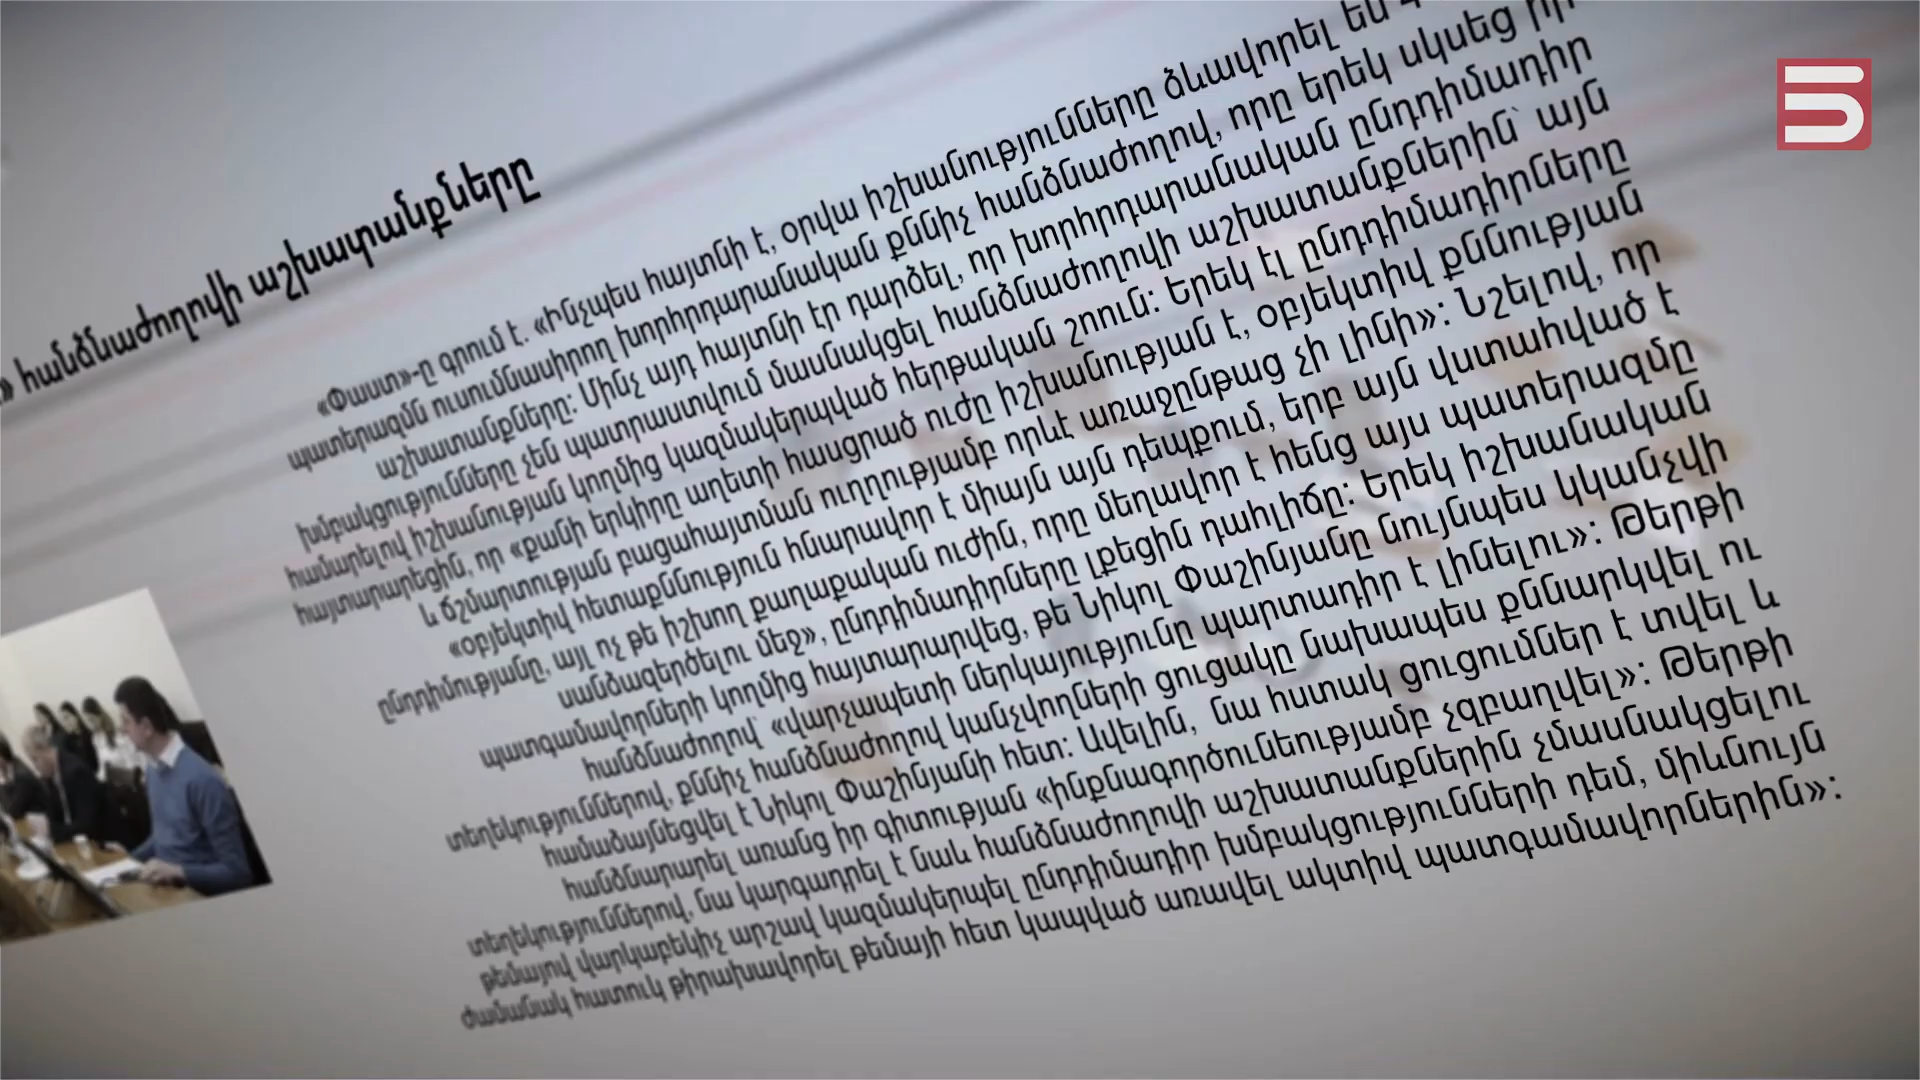 » հանձնաժողովի աշխատանքները
«Փաստ»-ը գրում է. «Ինչպես հայտնի է, օրվա իշխանությունները ձևավորել են
պատերազմն ուսումնասիրող խորհրդարանական քննիչ հանձնաժողով, որը երեկ սկսեց իր
աշխատանքները: Մինչ այդ հայտնի էր դարձել, որ խորհրդարանական ընդդիմադիր
խմբակցությունները չեն պատրաստվում մասնակցել հանձնաժողովի աշխատանքներին՝ այն
համարելով իշխանության կողմից կազմակերպված հերթական շոուն: Երեկ էլ ընդդիմադիրները
հայտարարեցին, որ «քանի երկիրը աղետի հասցրած ուժը իշխանության է, օբյեկտիվ քննության
և ճշմարտության բացահայտման ուղղությամբ որևէ առաջընթաց չի լինի»: Նշելով, որ
«օբյեկտիվ հետաքննություն հնարավոր է միայն այն դեպքում, երբ այն վստահված է
ընդդիմությանը, այլ ոչ թե իշխող քաղաքական ուժին, որը մեղավոր է հենց այս պատերազմը
սանձազերծելու մեջ», ընդդիմադիրները լքեցին դահլիճը: Երեկ իշխանական
պատգամավորների կողմից հայտարարվեց, թե Նիկոլ Փաշինյանը նույնպես կկանչվի
հանձնաժողով՝ «վարչապետի ներկայությունը պարտադիր է լինելու»: Թերթի
տեղեկություններով, քննիչ հանձնաժողով կանչվողների ցուցակը նախապես քննարկվել ու
համաձայնեցվել է Նիկոլ Փաշինյանի հետ: Ավելին, նա հստակ ցուցումներ է տվել և
հանձնարարել առանց իր գիտության «ինքնագործունեությամբ չզբաղվել»: Թերթի
տեղեկություններով, նա կարգադրել է նաև հանձնաժողովի աշխատանքներին չմասնակցելու
թեմայով վարկաբեկիչ արշավ կազմակերպել ընդդիմադիր խմբակցությունների դեմ, միևնույն
ժամանակ հատուկ թիրախավորել թեմայի հետ կապված առավել ակտիվ պատգամավորներին»: